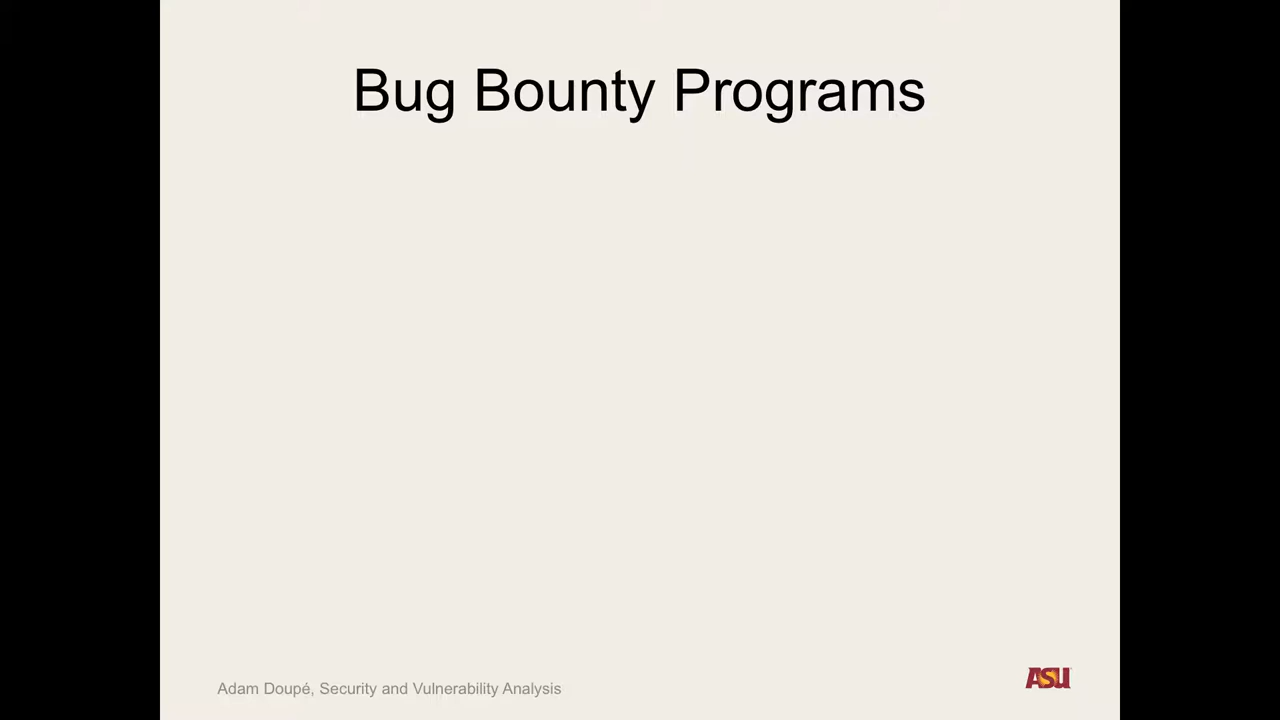 Bug Bounty Programs
Adam Doupé, Security and Vulnerability Analysis
ASU